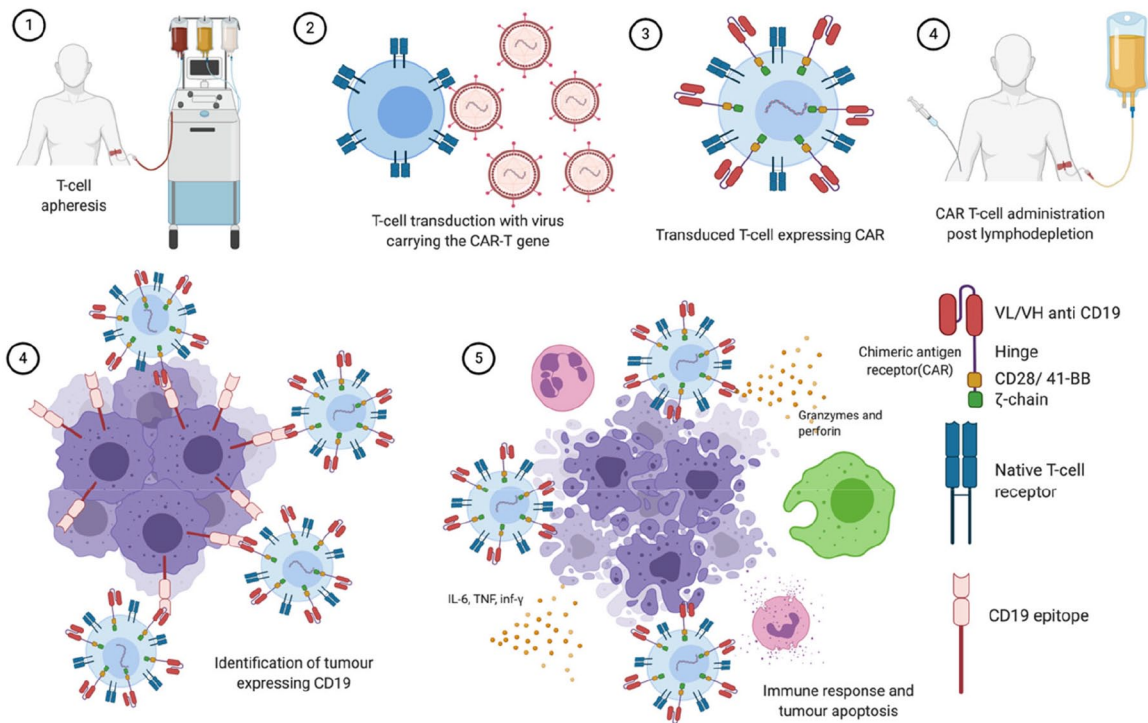 1
T-cell
apheresis
2
T-cell transduction with virus
carrying the CAR-T gene
3
Transduced T-cell expressing CAR
4
CAR T-cell administration
post lymphodepletion
4
Identification of tumour
expressing CD19
5
Granzymes and
perforin
IL-6, TNF, inf-γ
Immune response and
tumour apoptosis
VL/VH anti CD19
Chimeric antigen
receptor(CAR)
Hinge
CD28/ 41-BB
ζ-chain
Native T-cell
receptor
CD19 epitope